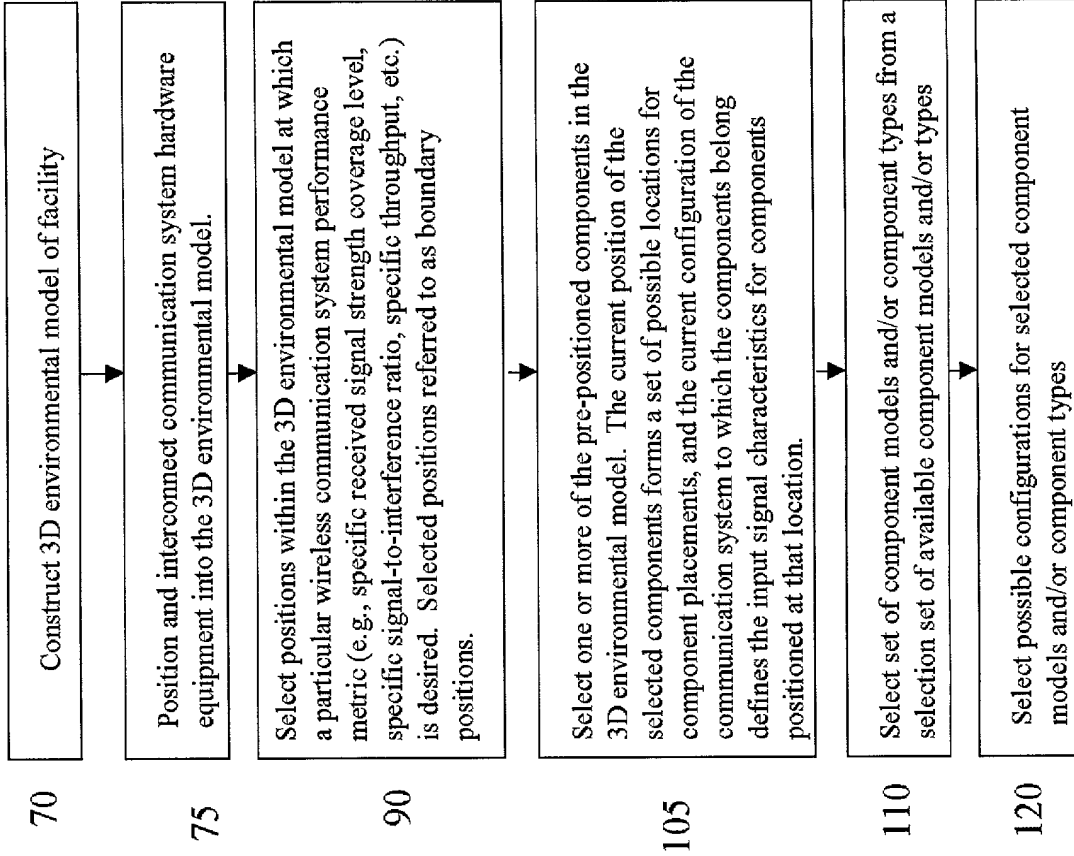 70
Construct 3D environmental model of facility
75
Position and interconnect communication system hardware
equipment into the 3D environmental model.
90
Select positions within the 3D environmental model at which
a particular wireless communication system performance
metric (e.g., specific received signal strength coverage level,
specific signal-to-interference ratio, specific throughput, etc.)
is desired. Selected positions referred to as boundary
positions.
105
Select one or more of the pre-positioned components in the
3D environment model. The current position of the
selected components forms a set of possible locations for
component placements, and the current configuration of the
communication system to which the components belong
defines the input signal characteristics for components
positioned at that location.
110
Select set of component models and/or component types from a
selection set of available component models and/or types
120
Select possible configurations for selected component
models and/or component types